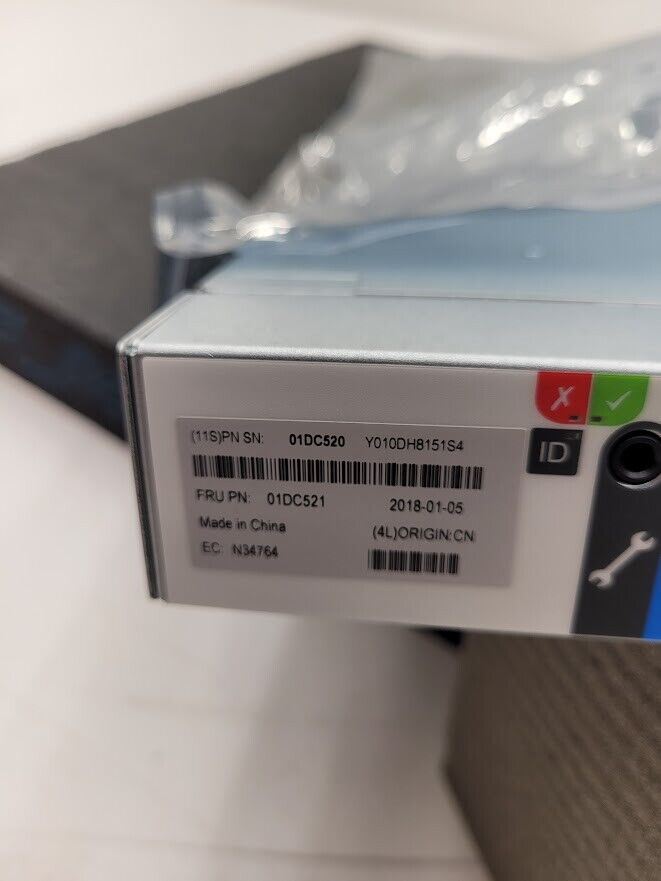 (11S)PN SN: 01DC520 Y010DH8151S4
FRU PN: 01DC521 2018-01-05
Made in China (4L)ORIGIN:CN
EC: N34764
ID